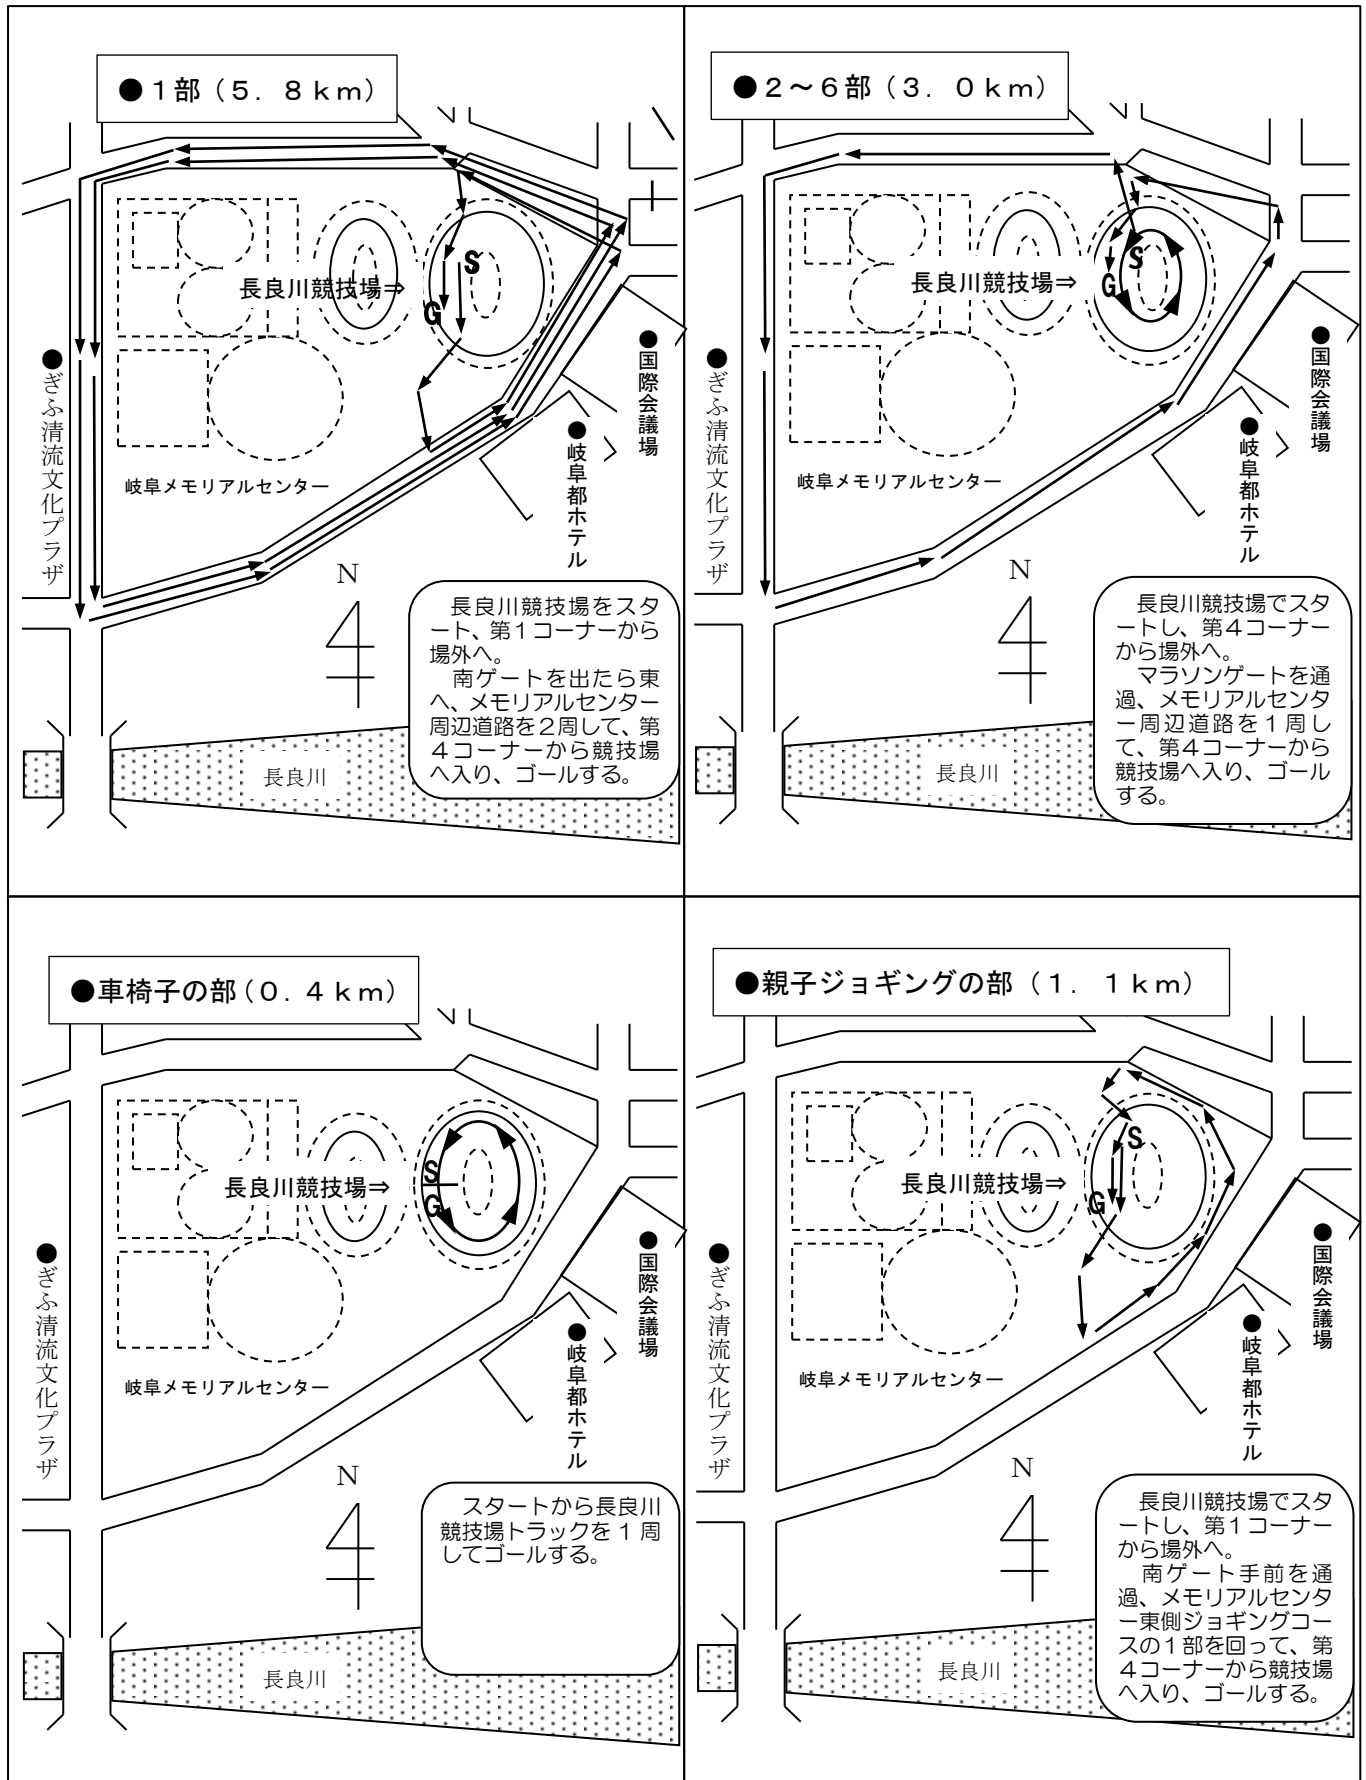 ●1部（5．8ｋｍ）
S
長良川競技場⇒
G
●国際会議場
●ぎふ清流文化プラザ
●岐阜都ホテル
岐阜メモリアルセンター
N
長良川競技場をスタ
ート、第１コーナーから
場外へ。
南ゲートを出たら東
へ、メモリアルセンター
周辺道路を２周して、第
４コーナーから競技場
へ入り、ゴールする。
長良川
●２～６部（３．０ｋｍ）
S
長良川競技場⇒
G
●国際会議場
●ぎふ清流文化プラザ
●岐阜都ホテル
岐阜メモリアルセンター
N
長良川競技場でスタ
ートし、第４コーナー
から場外へ。
マラソンゲートを通
過、メモリアルセンタ
ー周辺道路を１周し
て、第４コーナーから
競技場へ入り、ゴール
する。
長良川
●車椅子の部（０．４ｋｍ）
S
長良川競技場⇒
G
●国際会議場
●ぎふ清流文化プラザ
●岐阜都ホテル
岐阜メモリアルセンター
N
スタートから長良川
競技場トラックを１周
してゴールする。
長良川
●親子ジョギングの部（１．１ｋｍ）
S
長良川競技場⇒
G
●国際会議場
●ぎふ清流文化プラザ
●岐阜都ホテル
岐阜メモリアルセンター
N
長良川競技場でスタ
ートし、第１コーナー
から場外へ。
南ゲート手前を通
過、メモリアルセンタ
ー東側ジョギングコー
スの１部を回って、第
４コーナーから競技場
へ入り、ゴールする。
長良川